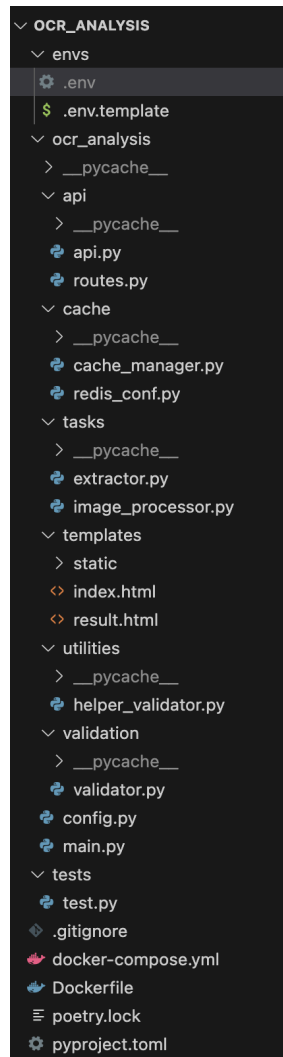 OCR_ANALYSIS
envs
.env
$ .env.template
ocr_analysis
__pycache__
api
__pycache__
api.py
routes.py
cache
__pycache__
cache_manager.py
redis_conf.py
tasks
__pycache__
extractor.py
image_processor.py
templates
static
<> index.html
<> result.html
utilities
__pycache__
helper_validator.py
validation
__pycache__
validator.py
config.py
main.py
tests
test.py
.gitignore
docker-compose.yml
Dockerfile
poetry.lock
pyproject.toml